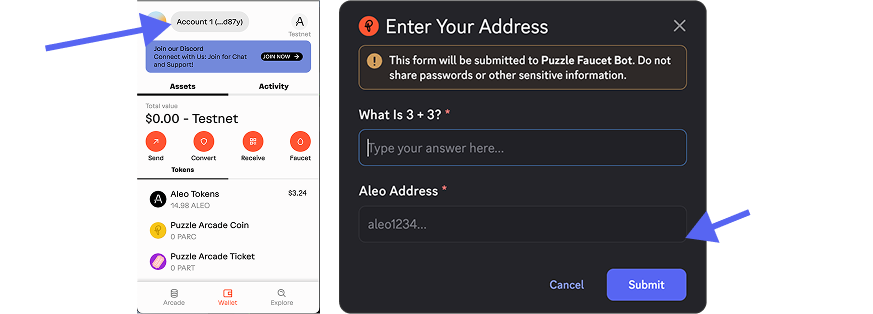 Account 1 (...d87y)
A
Testnet
Join our Discord
Connect with Us: Join for Chat
and Support!
JOIN NOW →
Assets
Activity
Total value
$0.00 - Testnet
Send
Convert
Receive
Faucet
Tokens
Aleo Tokens
$3.24
14.98 ALEO
Puzzle Arcade Coin
0 PARC
Puzzle Arcade Ticket
0 PART
Arcade
Wallet
Explore
Enter Your Address
This form will be submitted to Puzzle Faucet Bot. Do not
share passwords or other sensitive information.
What Is 3 + 3? *
Type your answer here...
Aleo Address *
aleo1234...
Cancel
Submit